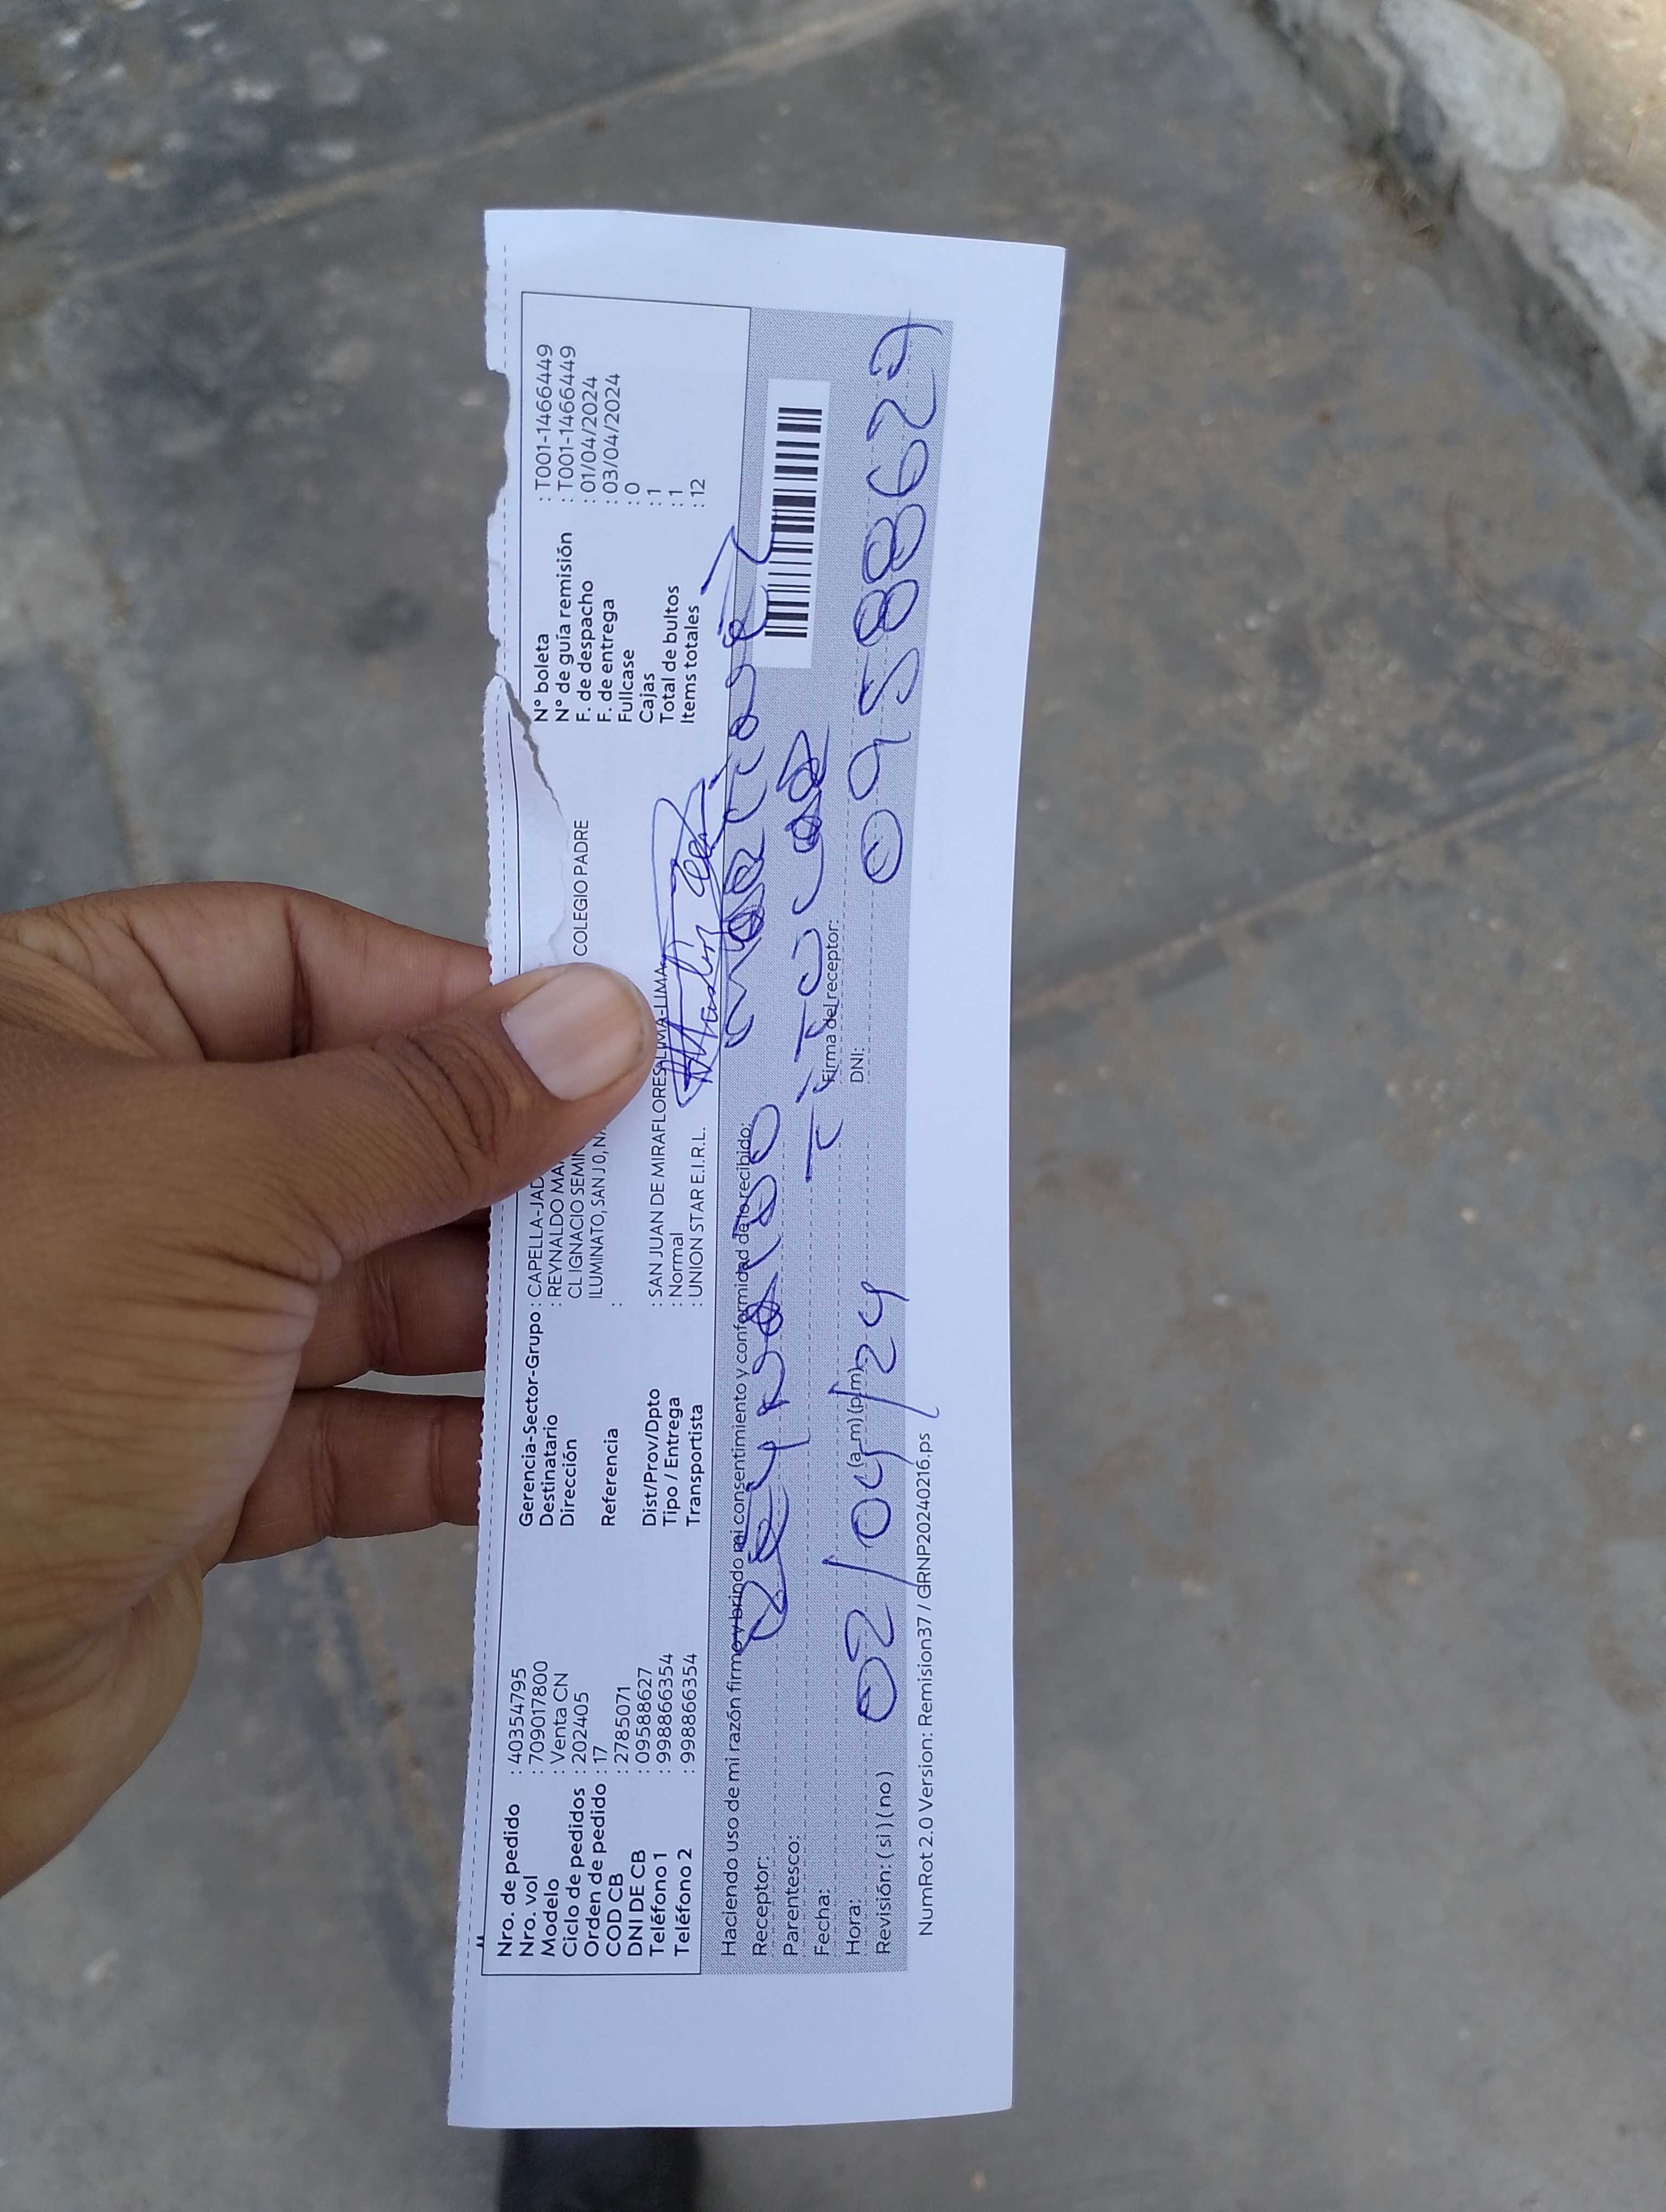 Nro. de pedido : 40354795
Nro. vol : 709017800
Modelo : Venta CN
Ciclo de pedidos : 202405
Orden de pedido : 17
COD CB : 2785071
DNI DE CB : 09588627
Teléfono 1 : 998866354
Teléfono 2 : 998866354
Gerencia-Sector-Grupo : CAPELLA-JAD
Destinatario : REYNALDO MA
Dirección CL IGNACIO SEMIN COLEGIO PADRE
ILUMINATO, SAN J 0, N
Referencia :
Dist/Prov/Dpto : SAN JUAN DE MIRAFLORES-LIMA-LIMA
Tipo / Entrega : Normal
Transportista : UNION STAR E.I.R.L.
N° boleta : T001-1466449
N° de guía remisión : T001-1466449
F. de despacho : 01/04/2024
F. de entrega : 03/04/2024
Fullcase : 0
Cajas : 1
Total de bultos : 1
Items totales : 12
Haciendo uso de mi razón firmo y brindo mi consentimiento y conformidad de lo recibido:
Receptor: Reynaldo
Parentesco: TiTular
Fecha:
Hora: 02/04/24 (a.m) (p.m)
Revisión: ( si ) ( no )
Firma del receptor:
DNI: 09588627
NumRot 2.0 Version: Remision37 / GRNP20240216.ps